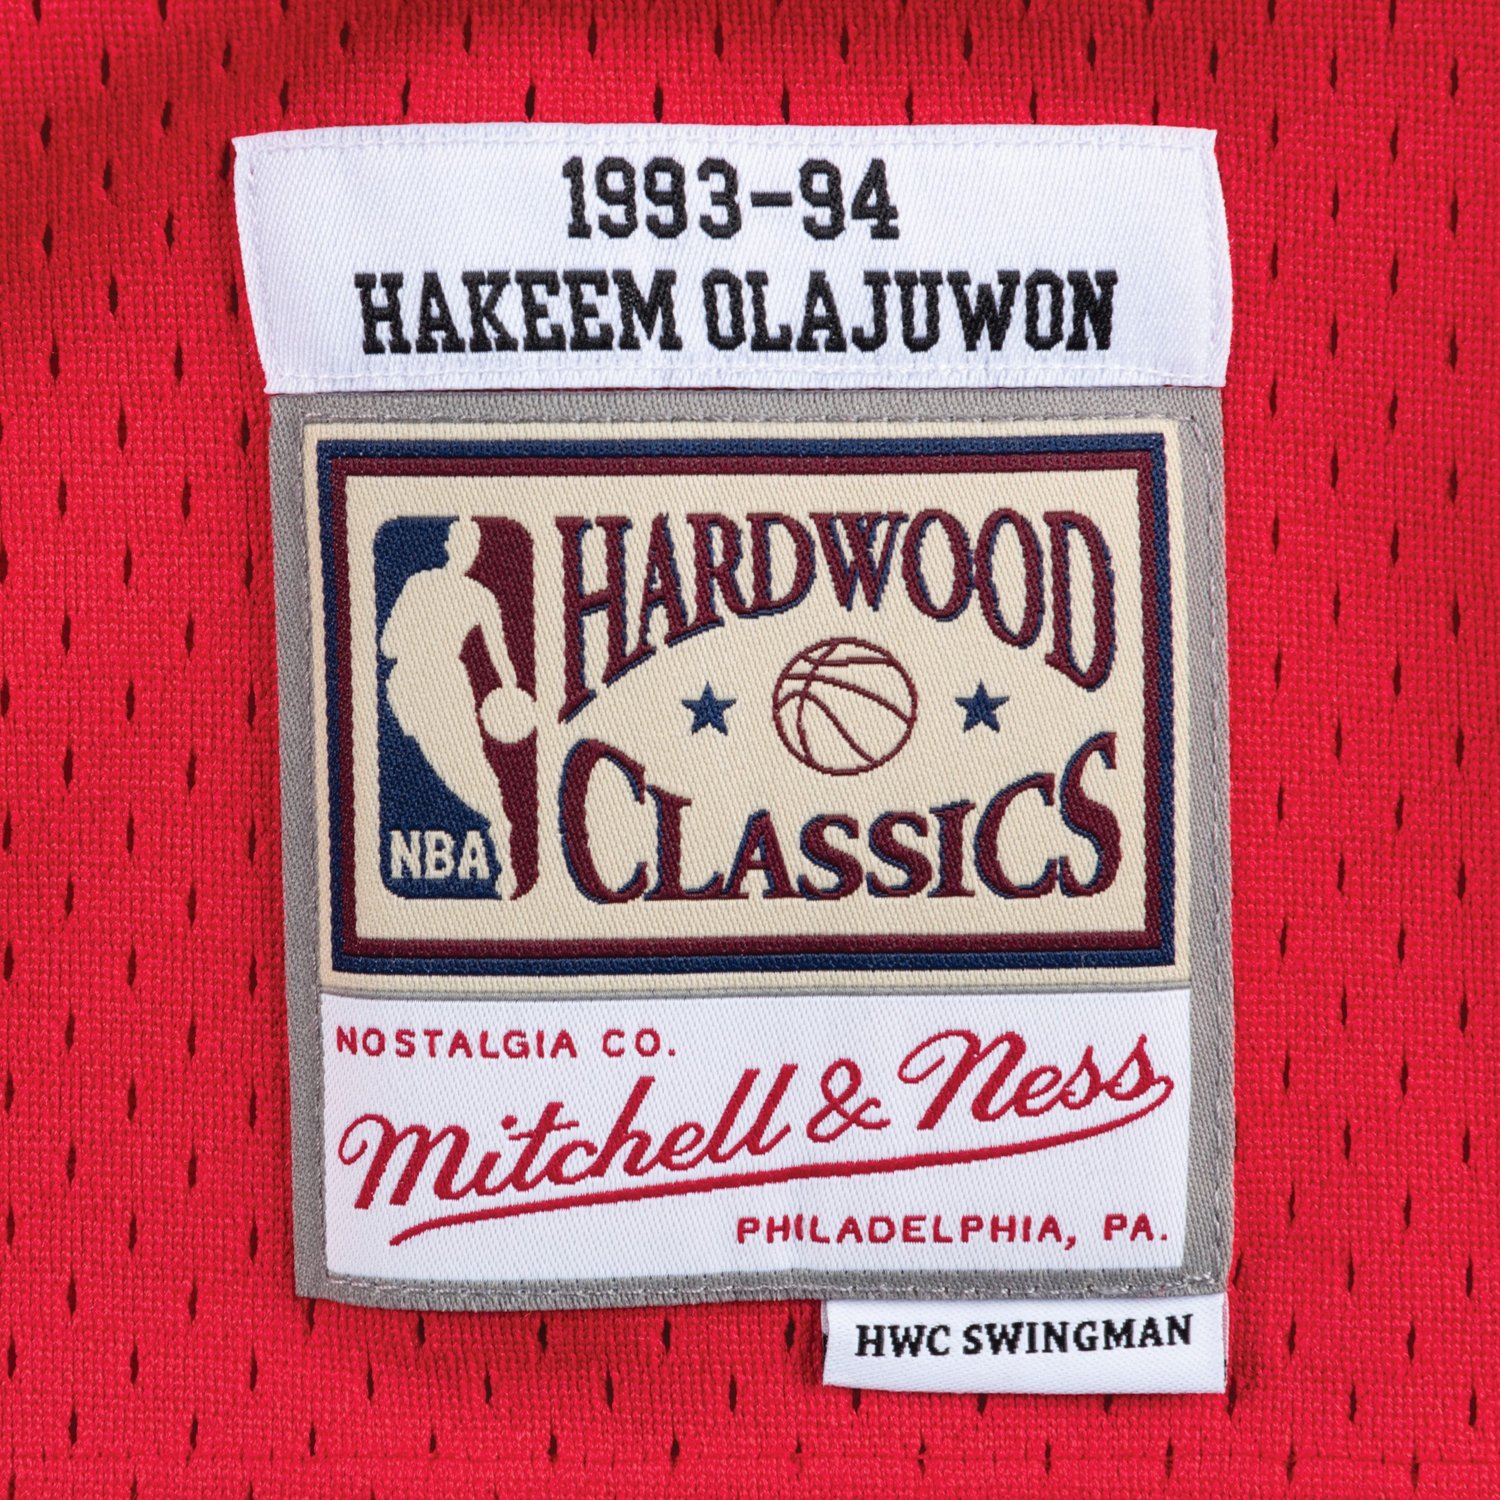 1993-94
HAKEEM OLAJUWON
HARDWOOD
CLASSICS
NBA
NOSTALGIA CO.
Mitchell & Ness
PHILADELPHIA, PA.
HWC SWINGMAN